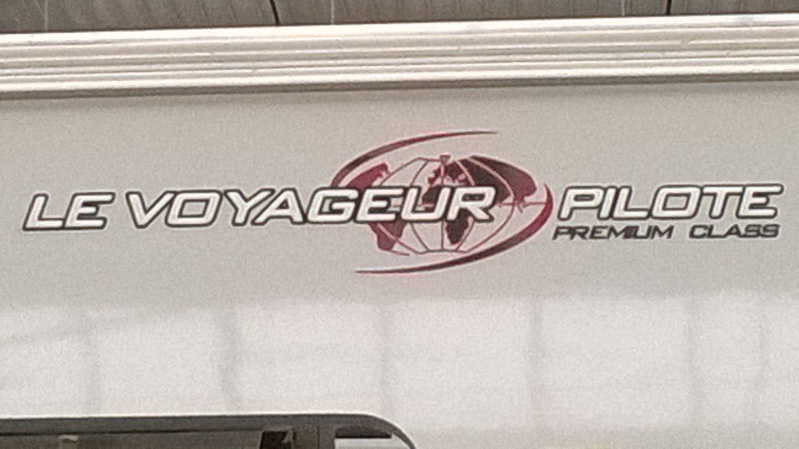 LE VOYAGEUR PILOTE
PREMIUM CLASS